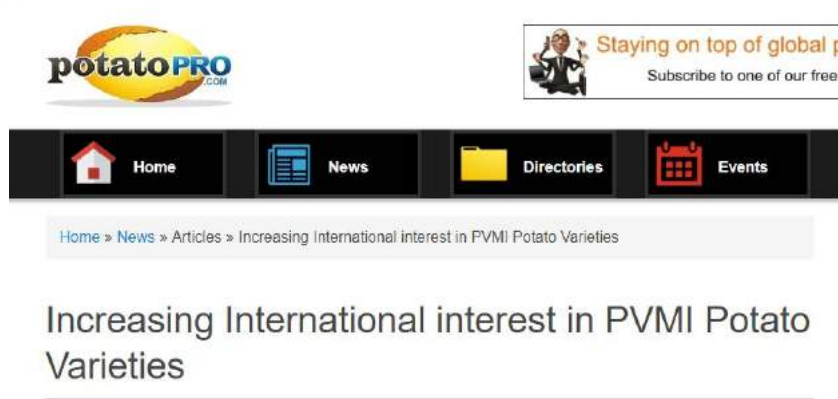 potatoPRO
.COM
Staying on top of global p
Subscribe to one of our free
Home
News
Directories
Events
Home » News » Articles » Increasing International interest in PVMI Potato Varieties
Increasing International interest in PVMI Potato
Varieties